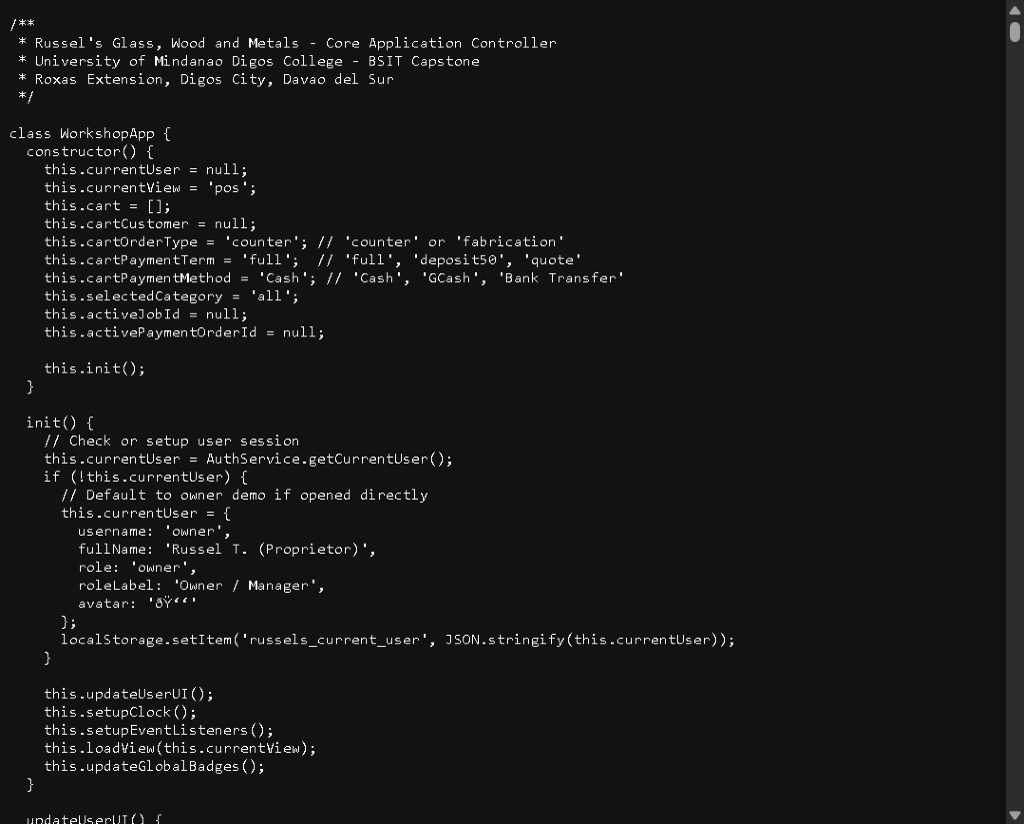 /**
 * Russel's Glass, Wood and Metals - Core Application Controller
 * University of Mindanao Digos College - BSIT Capstone
 * Roxas Extension, Digos City, Davao del Sur
 */
class WorkshopApp {
  constructor() {
    this.currentUser = null;
    this.currentView = 'pos';
    this.cart = [];
    this.cartCustomer = null;
    this.cartOrderType = 'counter'; // 'counter' or 'fabrication'
    this.cartPaymentTerm = 'full';  // 'full', 'deposit50', 'quote'
    this.cartPaymentMethod = 'Cash'; // 'Cash', 'GCash', 'Bank Transfer'
    this.selectedCategory = 'all';
    this.activeJobId = null;
    this.activePaymentOrderId = null;
    this.init();
  }
  init() {
    // Check or setup user session
    this.currentUser = AuthService.getCurrentUser();
    if (!this.currentUser) {
      // Default to owner demo if opened directly
      this.currentUser = {
        username: 'owner',
        fullName: 'Russel T. (Proprietor)',
        role: 'owner',
        roleLabel: 'Owner / Manager',
        avatar: 'ðŸ‘‘'
      };
      localStorage.setItem('russels_current_user', JSON.stringify(this.currentUser));
    }
    this.updateUserUI();
    this.setupClock();
    this.setupEventListeners();
    this.loadView(this.currentView);
    this.updateGlobalBadges();
  }
  updateUserUI() {